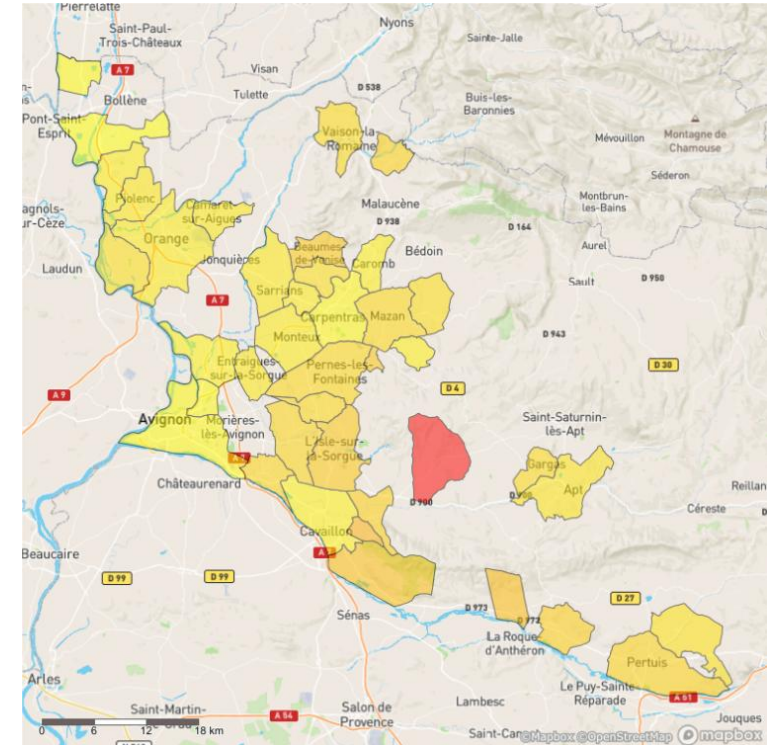 Pierrelatte
Saint-Paul-
Trois-Châteaux
Nyons
Sainte-Jalle
A 7
Visan
Tulette
D 538
Bollène
Buis-les-
Baronnies
Pont-Saint-
Esprit
Vaison-la-
Romaine
Mévouillon
Montagne de
Chamouse
Séderon
Piolenc
Camaret-
sur-Aigues
Malaucène
Montbrun-
les-Bains
D 938
D 164
Orange
Laudun
Jonquières
Beaumes-
de-Venise
Caromb
Bédoin
Aurel
Sault
D 950
A 7
Sarrians
Carpentras
Mazan
Monteux
D 943
Entraigues-
sur-la-Sorgue
Pernes-les-
Fontaines
D 30
A 9
D 4
Avignon
Morières-
lès-Avignon
Saint-Saturnin-
lès-Apt
L'Isle-sur-
la-Sorgue
Gargas
Châteaurenard
D 900
D 900
Apt
Reillan
Céreste
Cavaillon
Beaucaire
D 99
D 99
D 973
D 27
Sénas
La Roque-
d'Anthéron
Pertuis
Arles
Le Puy-Sainte-
Réparade
A 51
Saint-Martin-
A 54
Salon de
Provence
Lambesc
Jouques
0 6 12 18 km
©Mapbox ©OpenStreetMap mapbox